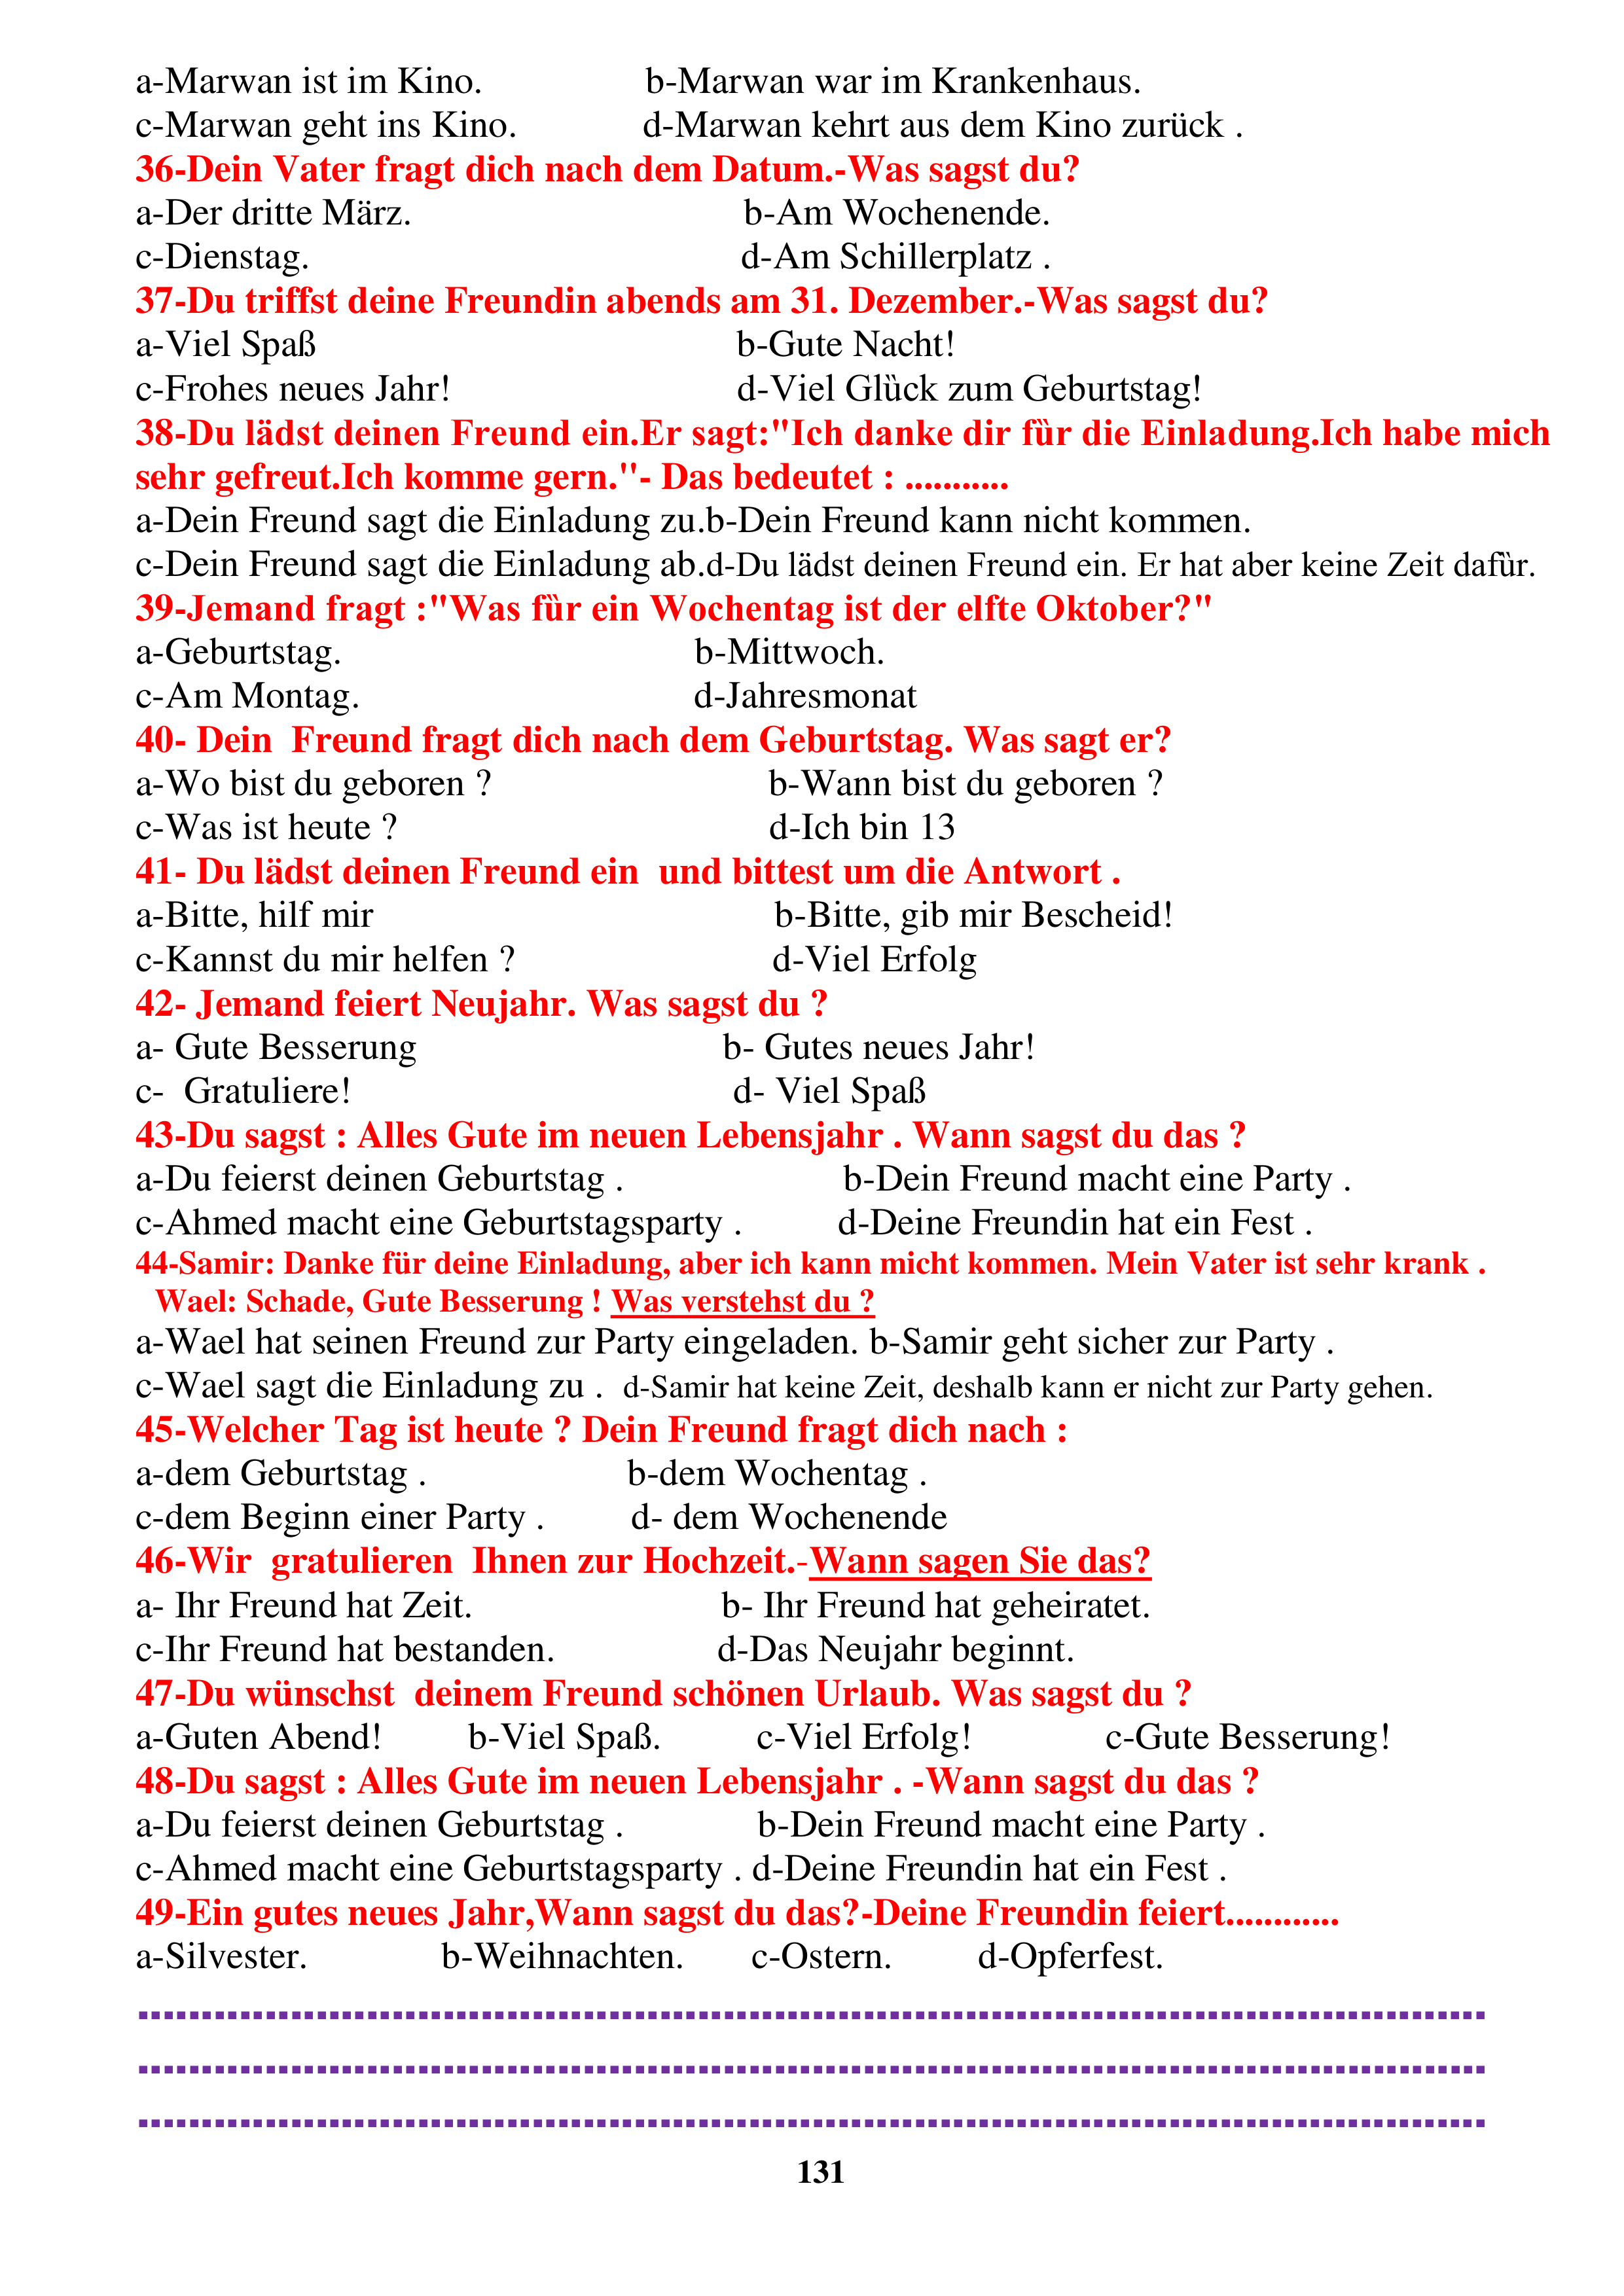 a-Marwan ist im Kino. b-Marwan war im Krankenhaus.
c-Marwan geht ins Kino. d-Marwan kehrt aus dem Kino zurück .
36-Dein Vater fragt dich nach dem Datum.-Was sagst du?
a-Der dritte März. b-Am Wochenende.
c-Dienstag. d-Am Schillerplatz .
37-Du triffst deine Freundin abends am 31. Dezember.-Was sagst du?
a-Viel Spaß b-Gute Nacht!
c-Frohes neues Jahr! d-Viel Glück zum Geburtstag!
38-Du lädst deinen Freund ein.Er sagt:"Ich danke dir für die Einladung.Ich habe mich
sehr gefreut.Ich komme gern."- Das bedeutet : ...........
a-Dein Freund sagt die Einladung zu.b-Dein Freund kann nicht kommen.
c-Dein Freund sagt die Einladung ab.d-Du lädst deinen Freund ein. Er hat aber keine Zeit dafür.
39-Jemand fragt :"Was für ein Wochentag ist der elfte Oktober?"
a-Geburtstag. b-Mittwoch.
c-Am Montag. d-Jahresmonat
40- Dein  Freund fragt dich nach dem Geburtstag. Was sagt er?
a-Wo bist du geboren ? b-Wann bist du geboren ?
c-Was ist heute ? d-Ich bin 13
41- Du lädst deinen Freund ein  und bittest um die Antwort .
a-Bitte, hilf mir b-Bitte, gib mir Bescheid!
c-Kannst du mir helfen ? d-Viel Erfolg
42- Jemand feiert Neujahr. Was sagst du ?
a- Gute Besserung b- Gutes neues Jahr!
c-  Gratuliere! d- Viel Spaß
43-Du sagst : Alles Gute im neuen Lebensjahr . Wann sagst du das ?
a-Du feierst deinen Geburtstag . b-Dein Freund macht eine Party .
c-Ahmed macht eine Geburtstagsparty . d-Deine Freundin hat ein Fest .
44-Samir: Danke für deine Einladung, aber ich kann micht kommen. Mein Vater ist sehr krank .
Wael: Schade, Gute Besserung ! Was verstehst du ?
a-Wael hat seinen Freund zur Party eingeladen. b-Samir geht sicher zur Party .
c-Wael sagt die Einladung zu . d-Samir hat keine Zeit, deshalb kann er nicht zur Party gehen.
45-Welcher Tag ist heute ? Dein Freund fragt dich nach :
a-dem Geburtstag . b-dem Wochentag .
c-dem Beginn einer Party . d- dem Wochenende
46-Wir  gratulieren  Ihnen zur Hochzeit.-Wann sagen Sie das?
a- Ihr Freund hat Zeit. b- Ihr Freund hat geheiratet.
c-Ihr Freund hat bestanden. d-Das Neujahr beginnt.
47-Du wünschst  deinem Freund schönen Urlaub. Was sagst du ?
a-Guten Abend! b-Viel Spaß. c-Viel Erfolg! c-Gute Besserung!
48-Du sagst : Alles Gute im neuen Lebensjahr . -Wann sagst du das ?
a-Du feierst deinen Geburtstag . b-Dein Freund macht eine Party .
c-Ahmed macht eine Geburtstagsparty . d-Deine Freundin hat ein Fest .
49-Ein gutes neues Jahr,Wann sagst du das?-Deine Freundin feiert............
a-Silvester. b-Weihnachten. c-Ostern. d-Opferfest.
131